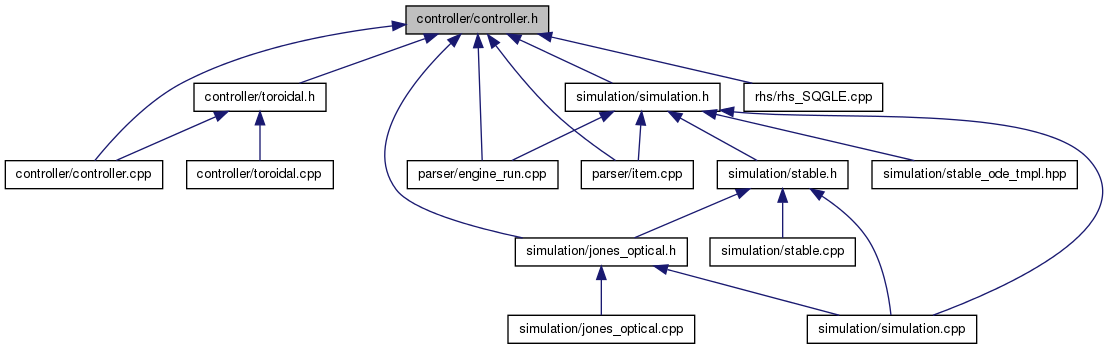 controller/controller.h
controller/toroidal.h
simulation/simulation.h
rhs/rhs_SQGLE.cpp
controller/controller.cpp
controller/toroidal.cpp
parser/engine_run.cpp
parser/item.cpp
simulation/stable.h
simulation/stable_ode_tmpl.hpp
simulation/jones_optical.h
simulation/stable.cpp
simulation/jones_optical.cpp
simulation/simulation.cpp